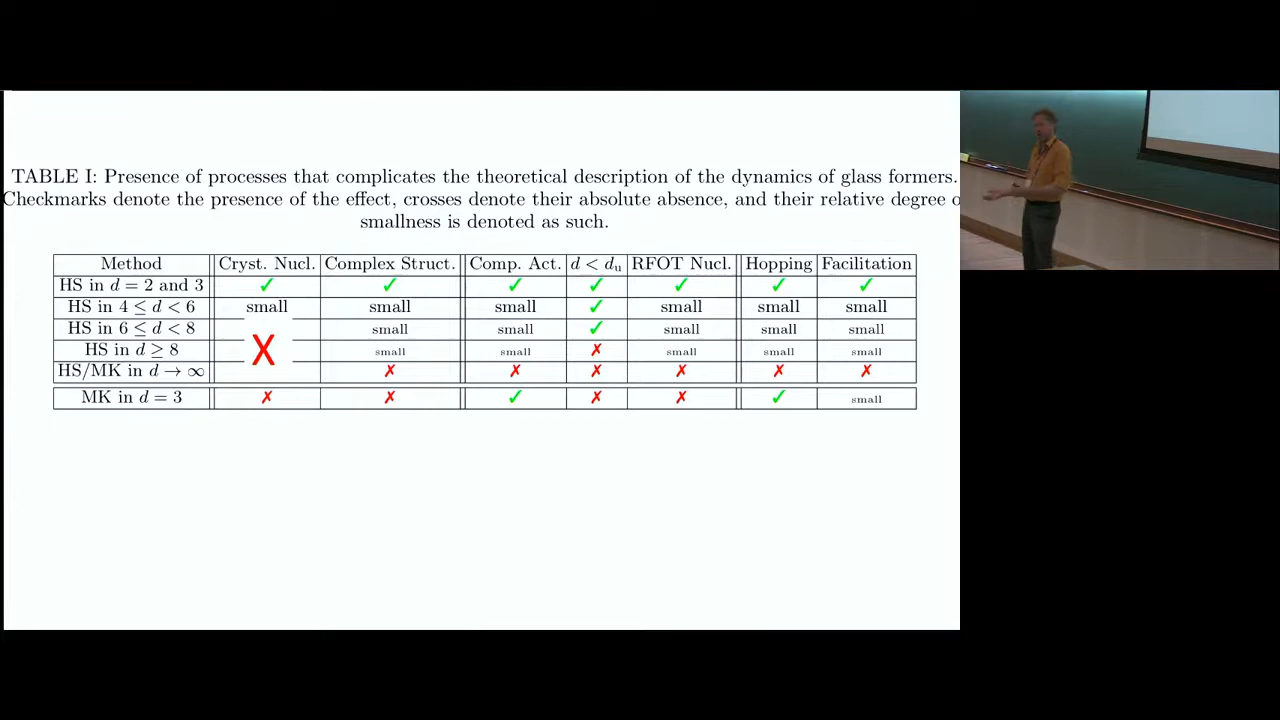 TABLE I: Presence of processes that complicates the theoretical description of the dynamics of glass formers.
Checkmarks denote the presence of the effect, crosses denote their absolute absence, and their relative degree o
smallness is denoted as such.
Method Cryst. Nucl. Complex Struct. Comp. Act. d < d_u RFOT Nucl. Hopping Facilitation
HS in d = 2 and 3 ✓ ✓ ✓ ✓ ✓ ✓ ✓
HS in 4 ≤ d < 6 small small small ✓ small small small
HS in 6 ≤ d < 8 small small ✓ small small small
X
HS in d ≥ 8 small small ✗ small small small
HS/MK in d → ∞ ✗ ✗ ✗ ✗ ✗ ✗
MK in d = 3 ✗ ✗ ✓ ✗ ✗ ✓ small